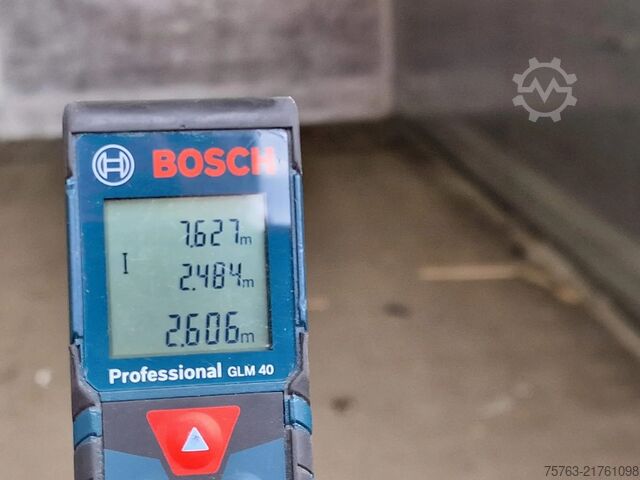 BOSCH
7.627m
2.484m
2.606m
Professional GLM 40
75763-21761098